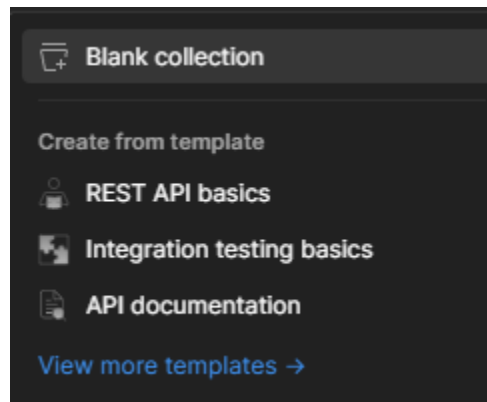 Blank collection
Create from template
REST API basics
Integration testing basics
API documentation
View more templates →